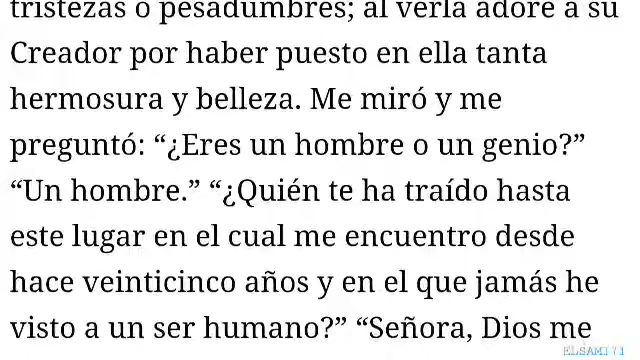 tristezas o pesadumbres; al verla adoré a su
Creador por haber puesto en ella tanta
hermosura y belleza. Me miró y me
preguntó: “¿Eres un hombre o un genio?”
“Un hombre.” “¿Quién te ha traído hasta
este lugar en el cual me encuentro desde
hace veinticinco años y en el que jamás he
visto a un ser humano?” “Señora, Dios me
ELSAMI71